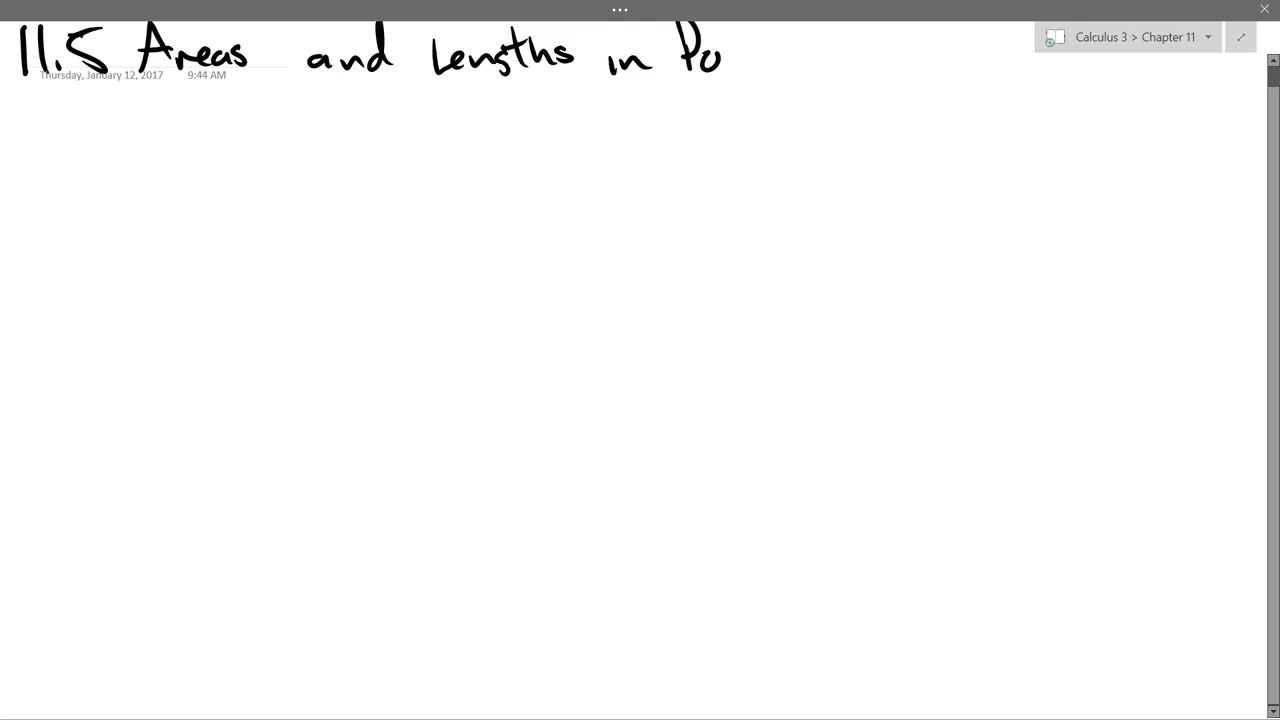 Calculus 3 > Chapter 11
11.5 Areas and Lengths in Po
Thursday, January 12, 2017 9:44 AM